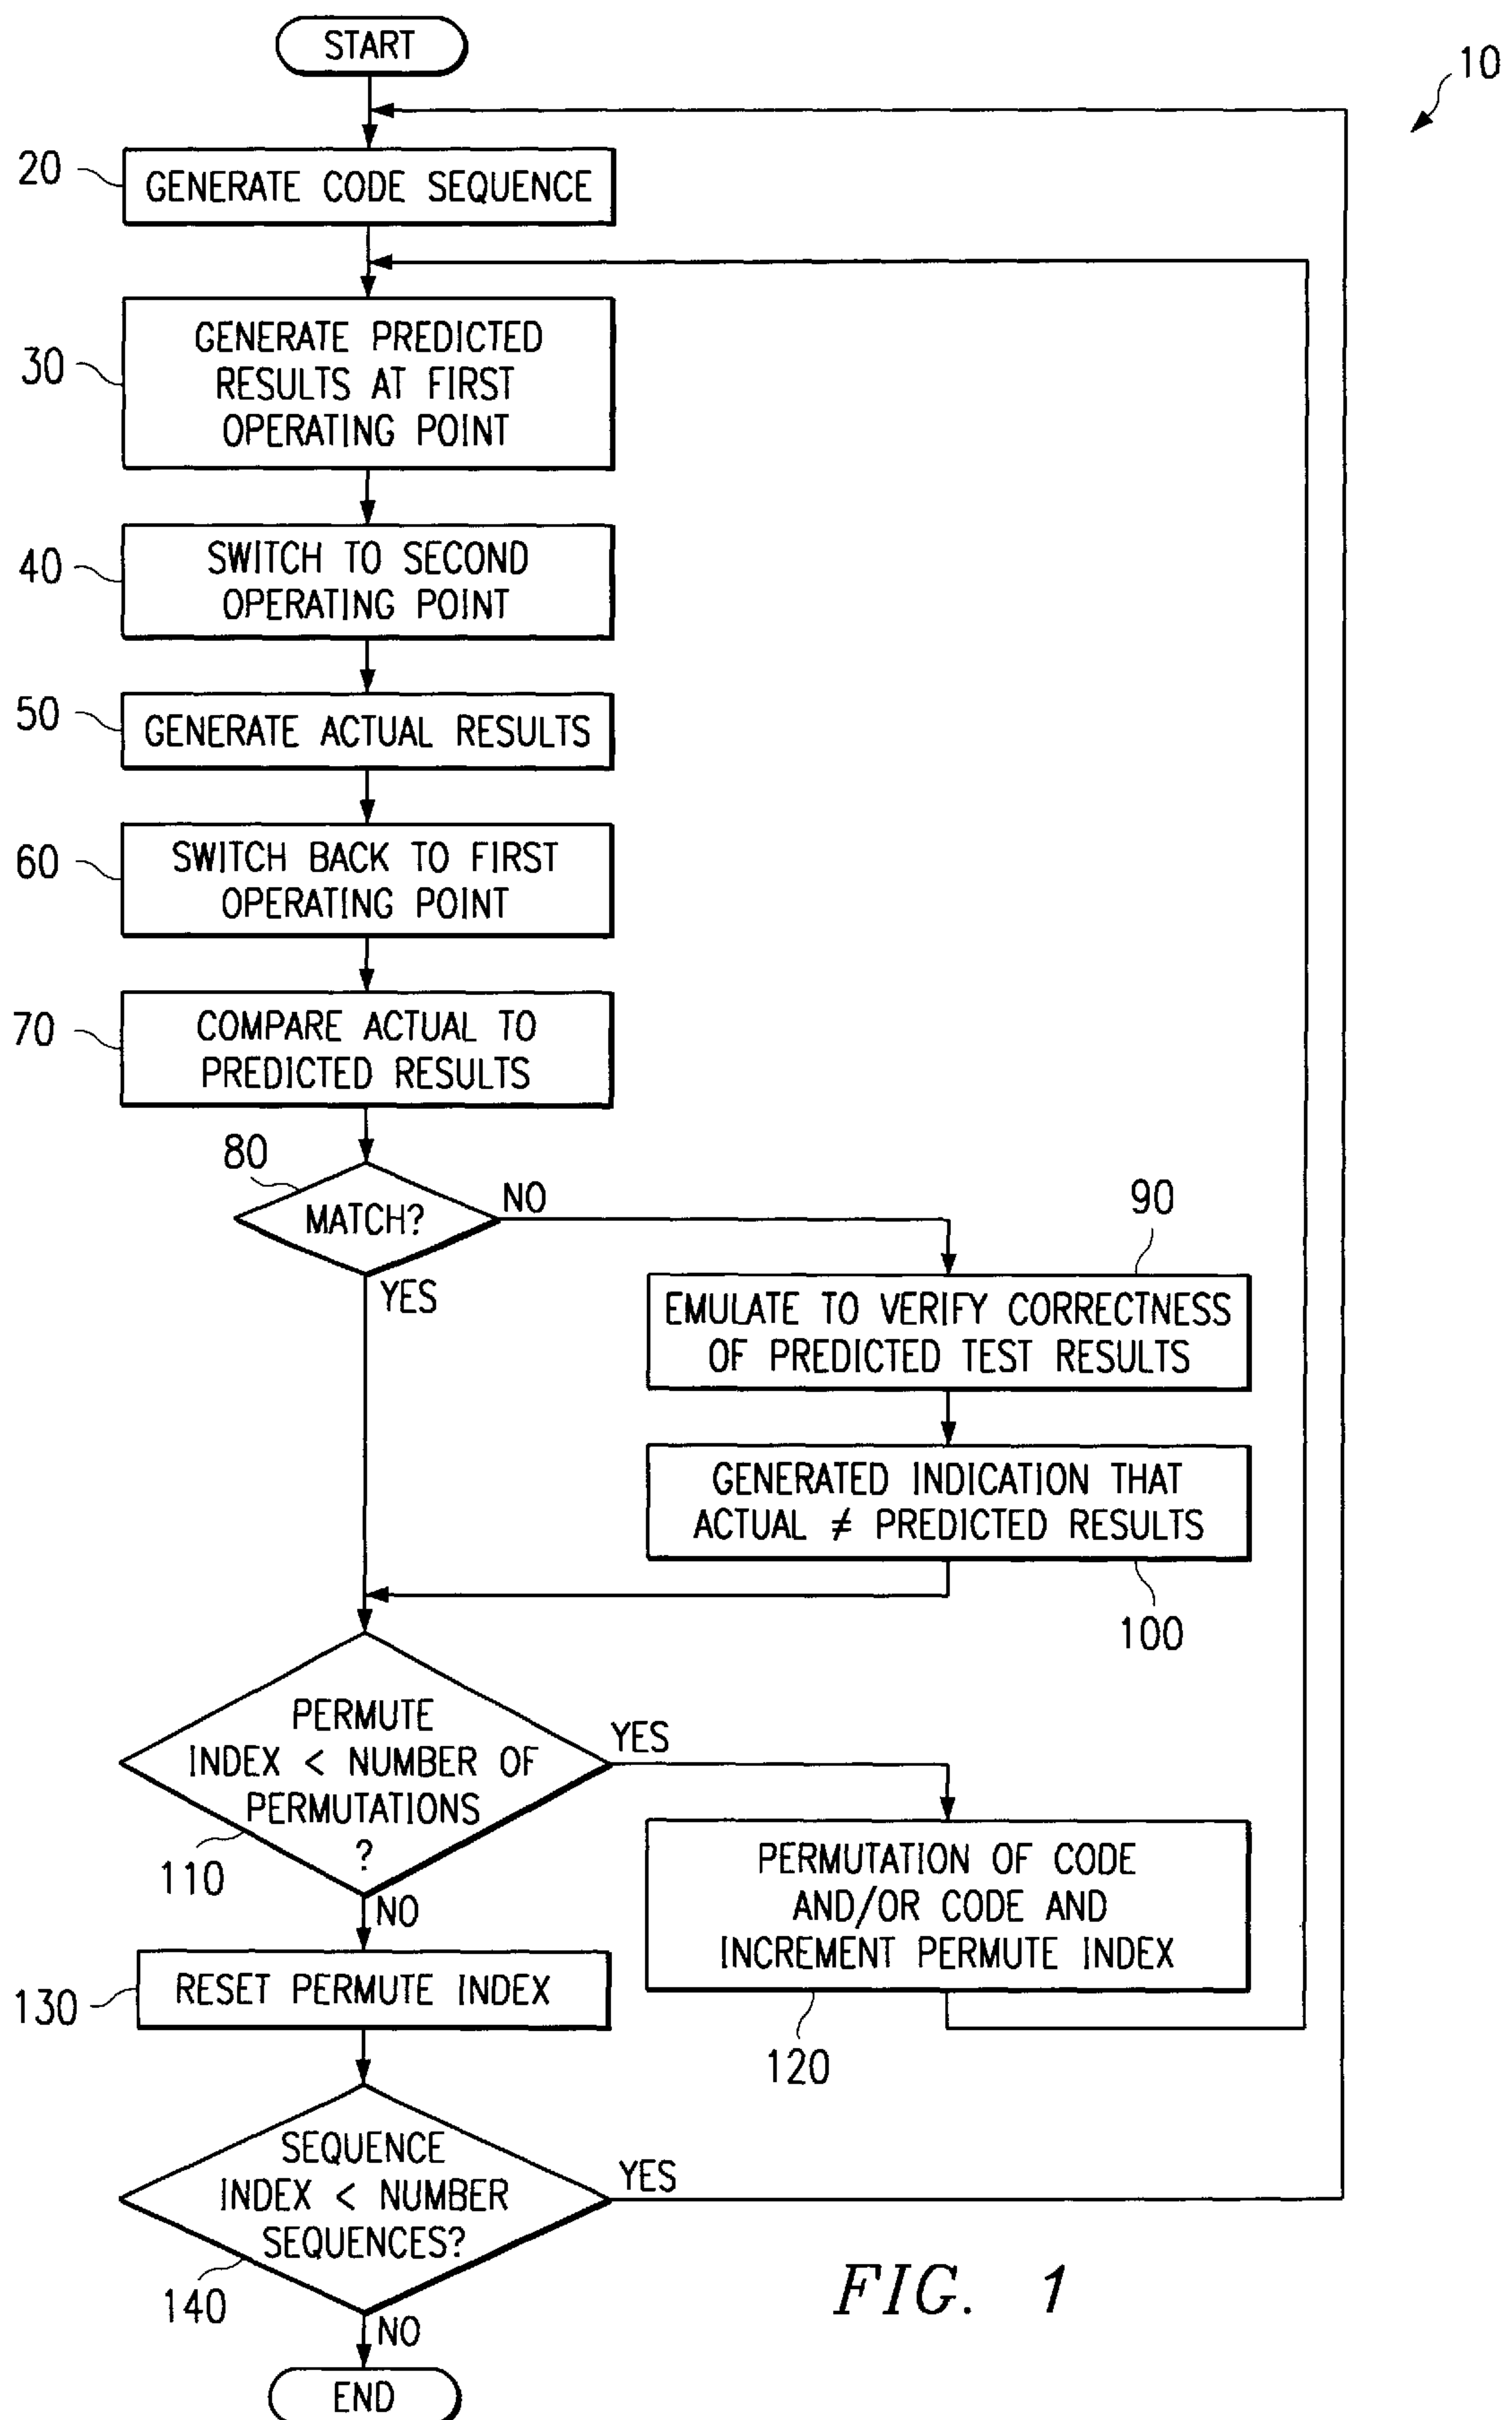 START
10
20
GENERATE CODE SEQUENCE
30
GENERATE PREDICTED
RESULTS AT FIRST
OPERATING POINT
40
SWITCH TO SECOND
OPERATING POINT
50
GENERATE ACTUAL RESULTS
60
SWITCH BACK TO FIRST
OPERATING POINT
70
COMPARE ACTUAL TO
PREDICTED RESULTS
80
MATCH?
NO
YES
90
EMULATE TO VERIFY CORRECTNESS
OF PREDICTED TEST RESULTS
GENERATED INDICATION THAT
ACTUAL ≠ PREDICTED RESULTS
100
PERMUTE
INDEX < NUMBER OF
PERMUTATIONS
?
110
YES
NO
PERMUTATION OF CODE
AND/OR CODE AND
INCREMENT PERMUTE INDEX
120
130
RESET PERMUTE INDEX
SEQUENCE
INDEX < NUMBER
SEQUENCES?
140
YES
NO
END
FIG. 1